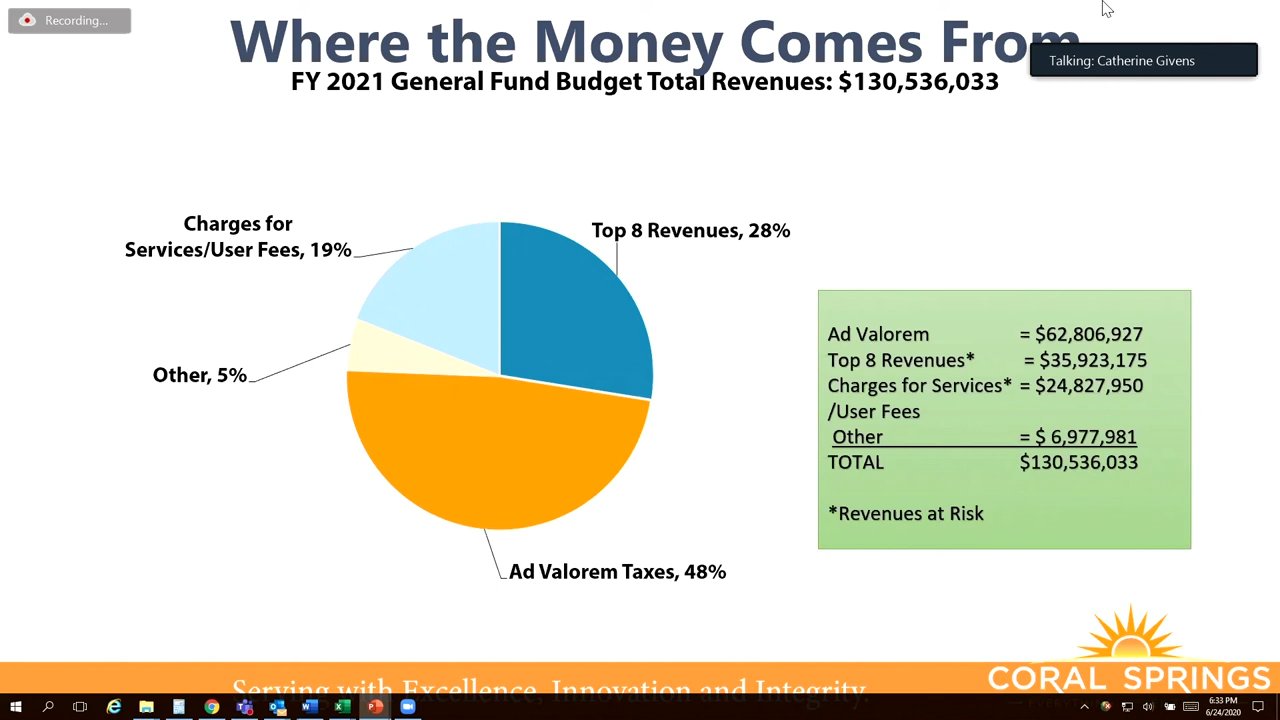 Recording...
Where the Money Comes From
Talking: Catherine Givens
FY 2021 General Fund Budget Total Revenues: $130,536,033
Charges for
Services/User Fees, 19%
Top 8 Revenues, 28%
Other, 5%
Ad Valorem Taxes, 48%
Ad Valorem = $62,806,927
Top 8 Revenues* = $35,923,175
Charges for Services* = $24,827,950
/User Fees
Other = $ 6,977,981
TOTAL $130,536,033
*Revenues at Risk
CORAL SPRINGS
Serving with Excellence, Innovation and Integrity.
6:33 PM
6/24/2020